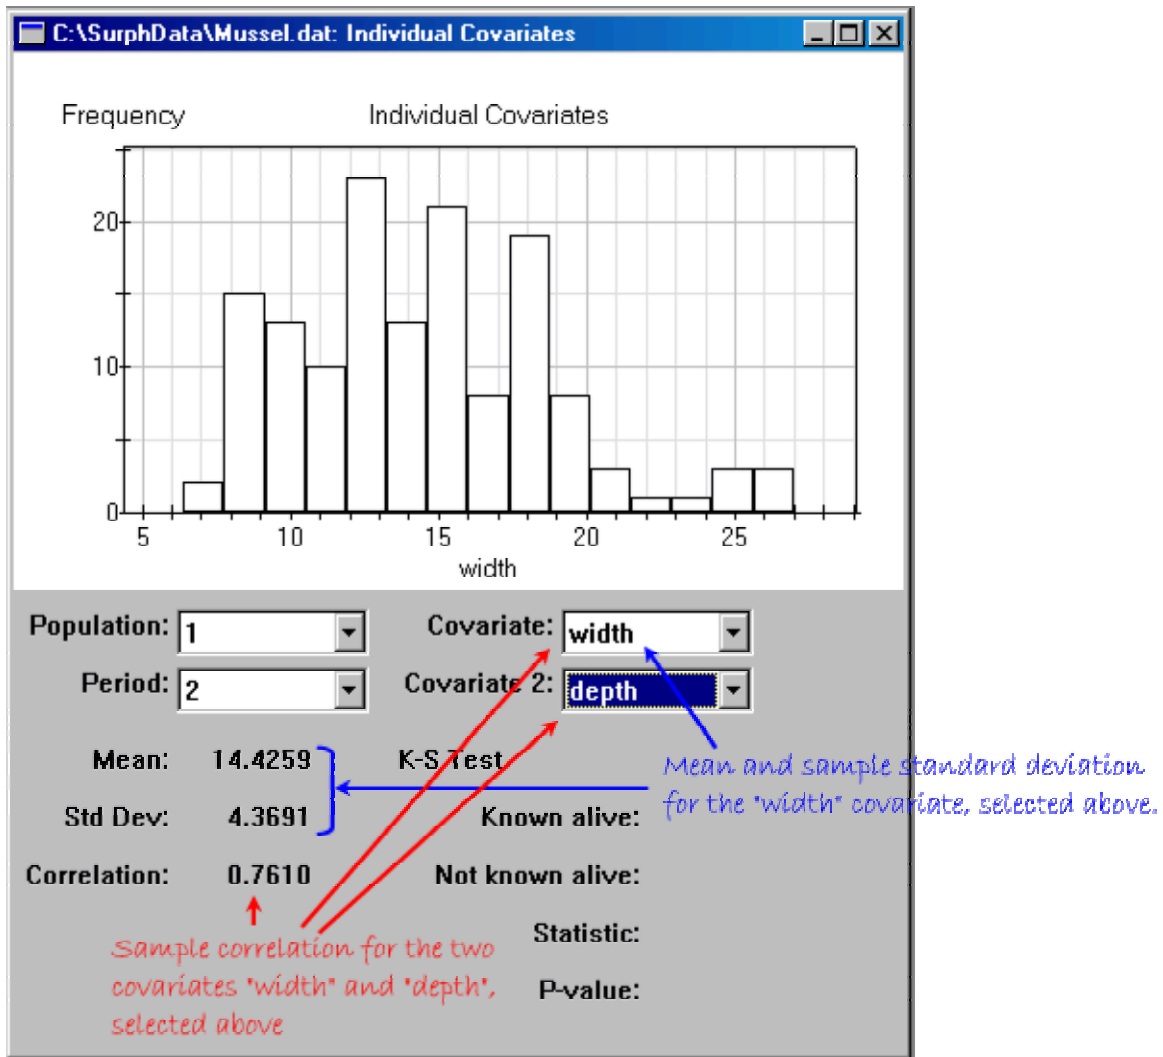 C:\SurphData\Mussel.dat: Individual Covariates
Frequency
Individual Covariates
20
10
0
5 10 15 20 25
width
Population: 1
Covariate: width
Period: 2
Covariate 2: depth
Mean: 14.4259
K-S Test
Std Dev: 4.3691
Known alive:
Correlation: 0.7610
Not known alive:
Statistic:
P-value:
Mean and sample standard deviation
for the "width" covariate, selected above.
Sample correlation for the two
covariates "width" and "depth",
selected above